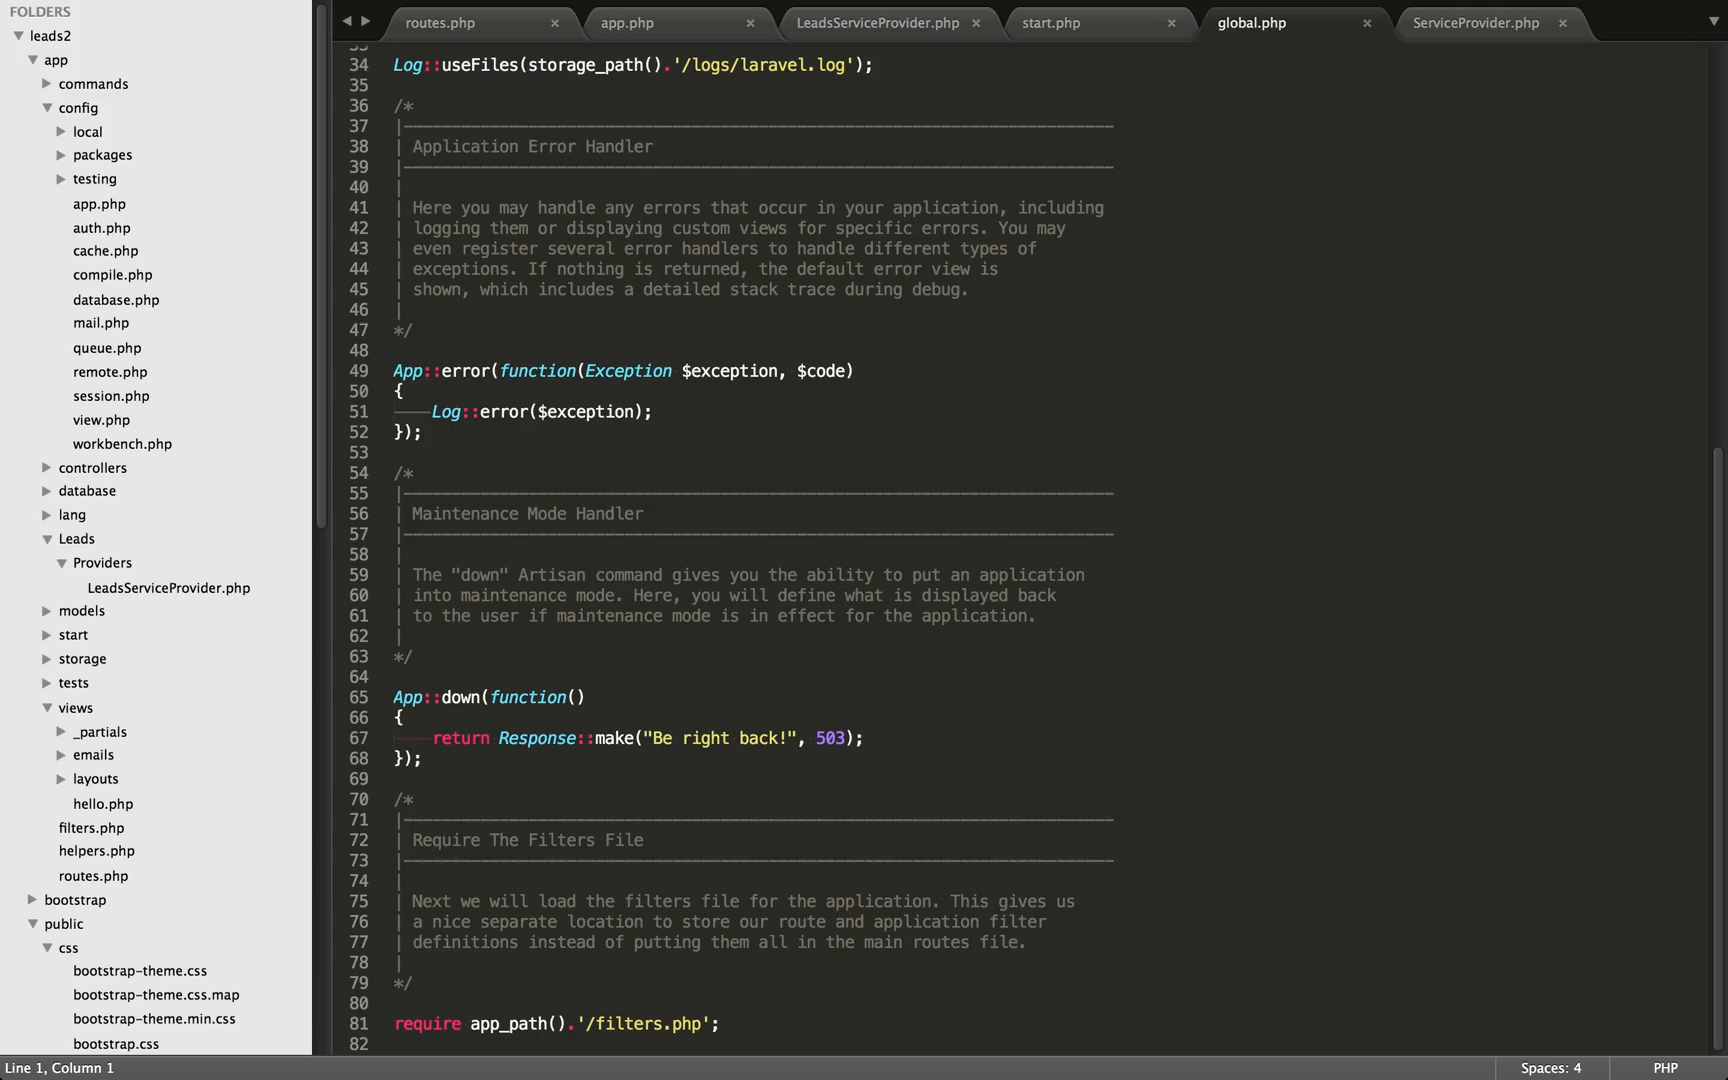 FOLDERS
leads2
app
commands
config
local
packages
testing
app.php
auth.php
cache.php
compile.php
database.php
mail.php
queue.php
remote.php
session.php
view.php
workbench.php
controllers
database
lang
Leads
Providers
LeadsServiceProvider.php
models
start
storage
tests
views
_partials
emails
layouts
hello.php
filters.php
helpers.php
routes.php
bootstrap
public
css
bootstrap-theme.css
bootstrap-theme.css.map
bootstrap-theme.min.css
bootstrap.css
routes.php × app.php × LeadsServiceProvider.php × start.php × global.php × ServiceProvider.php ×
34 Log::useFiles(storage_path().'/logs/laravel.log');
35
36 /*
37 |--------------------------------------------------------------------------
38 | Application Error Handler
39 |--------------------------------------------------------------------------
40 |
41 | Here you may handle any errors that occur in your application, including
42 | logging them or displaying custom views for specific errors. You may
43 | even register several error handlers to handle different types of
44 | exceptions. If nothing is returned, the default error view is
45 | shown, which includes a detailed stack trace during debug.
46 |
47 */
48
49 App::error(function(Exception $exception, $code)
50 {
51 Log::error($exception);
52 });
53
54 /*
55 |--------------------------------------------------------------------------
56 | Maintenance Mode Handler
57 |--------------------------------------------------------------------------
58 |
59 | The "down" Artisan command gives you the ability to put an application
60 | into maintenance mode. Here, you will define what is displayed back
61 | to the user if maintenance mode is in effect for the application.
62 |
63 */
64
65 App::down(function()
66 {
67 return Response::make("Be right back!", 503);
68 });
69
70 /*
71 |--------------------------------------------------------------------------
72 | Require The Filters File
73 |--------------------------------------------------------------------------
74 |
75 | Next we will load the filters file for the application. This gives us
76 | a nice separate location to store our route and application filter
77 | definitions instead of putting them all in the main routes file.
78 |
79 */
80
81 require app_path().'/filters.php';
82
Line 1, Column 1
Spaces: 4
PHP